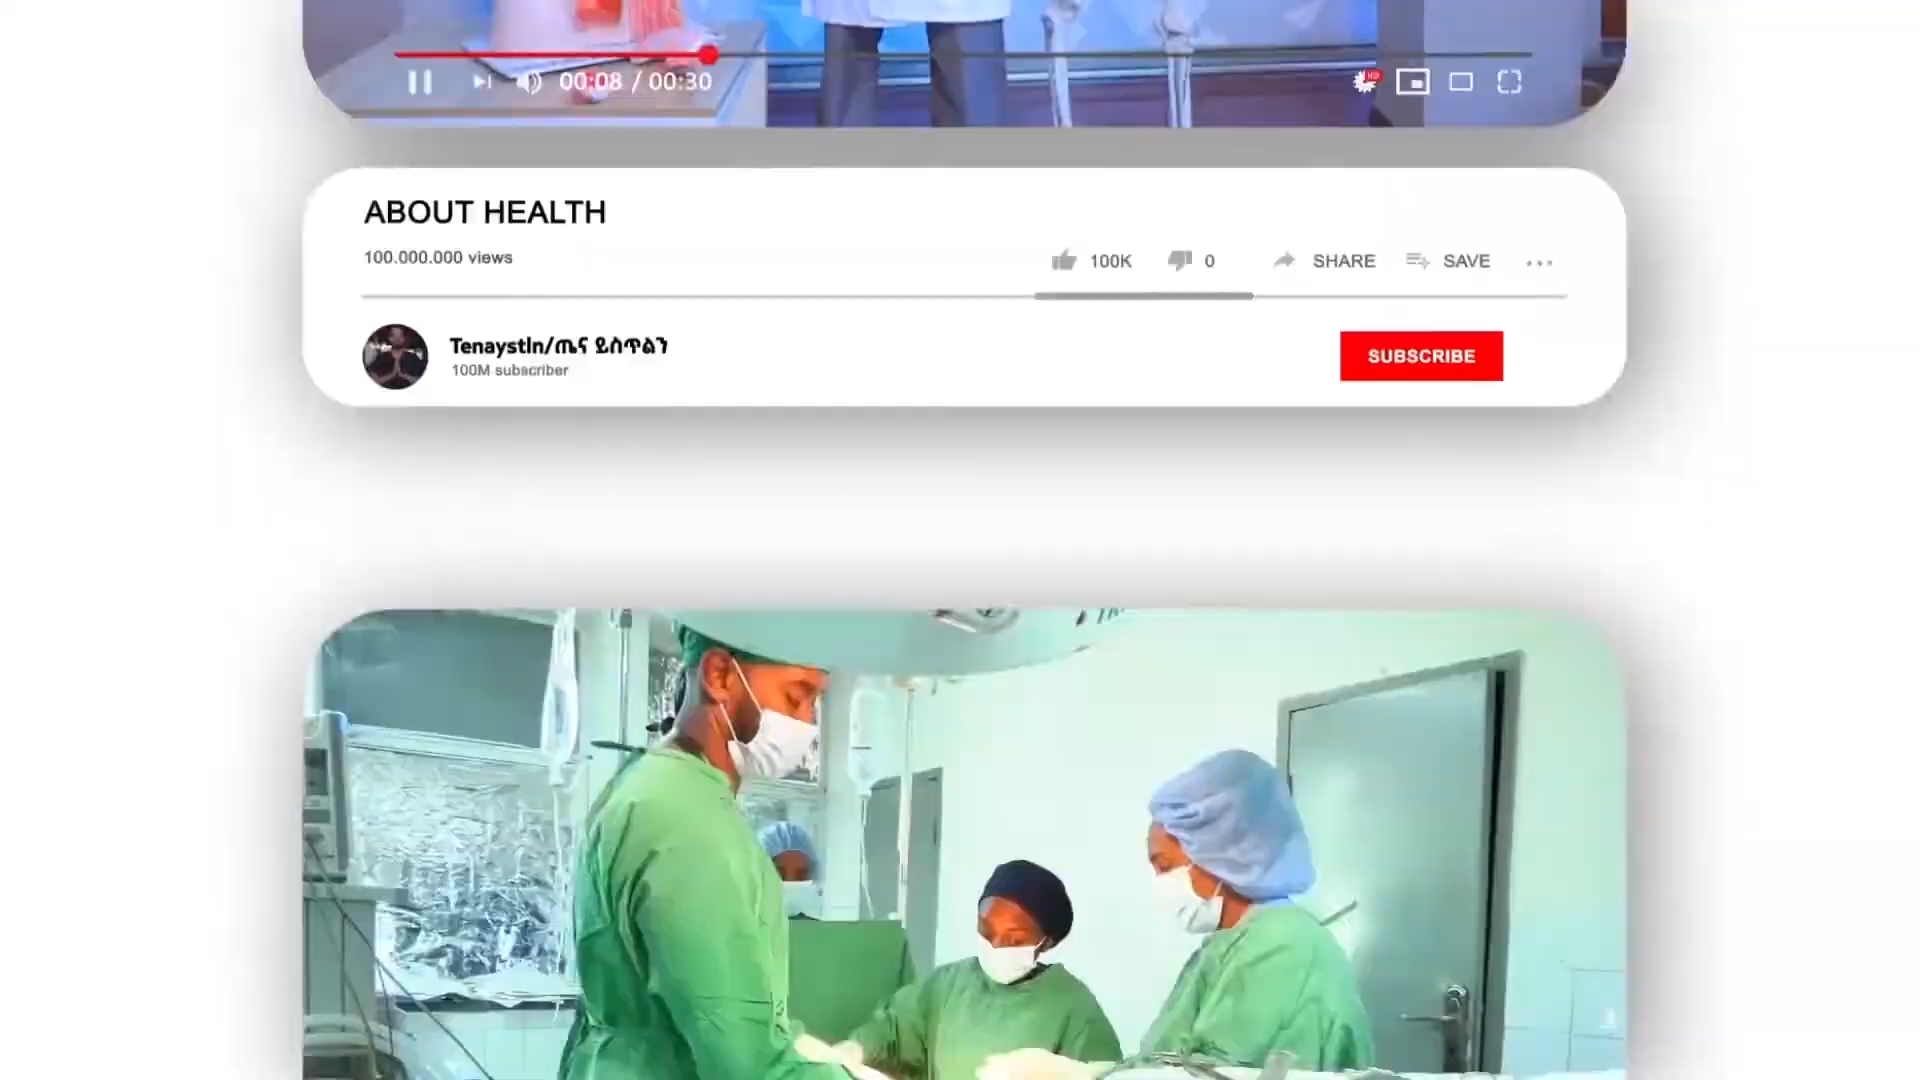 00:08 / 00:30
HD
ABOUT HEALTH
100.000.000 views
100K
0
SHARE
SAVE
Tenaystln/ጤና ይስጥልን
100M subscriber
SUBSCRIBE